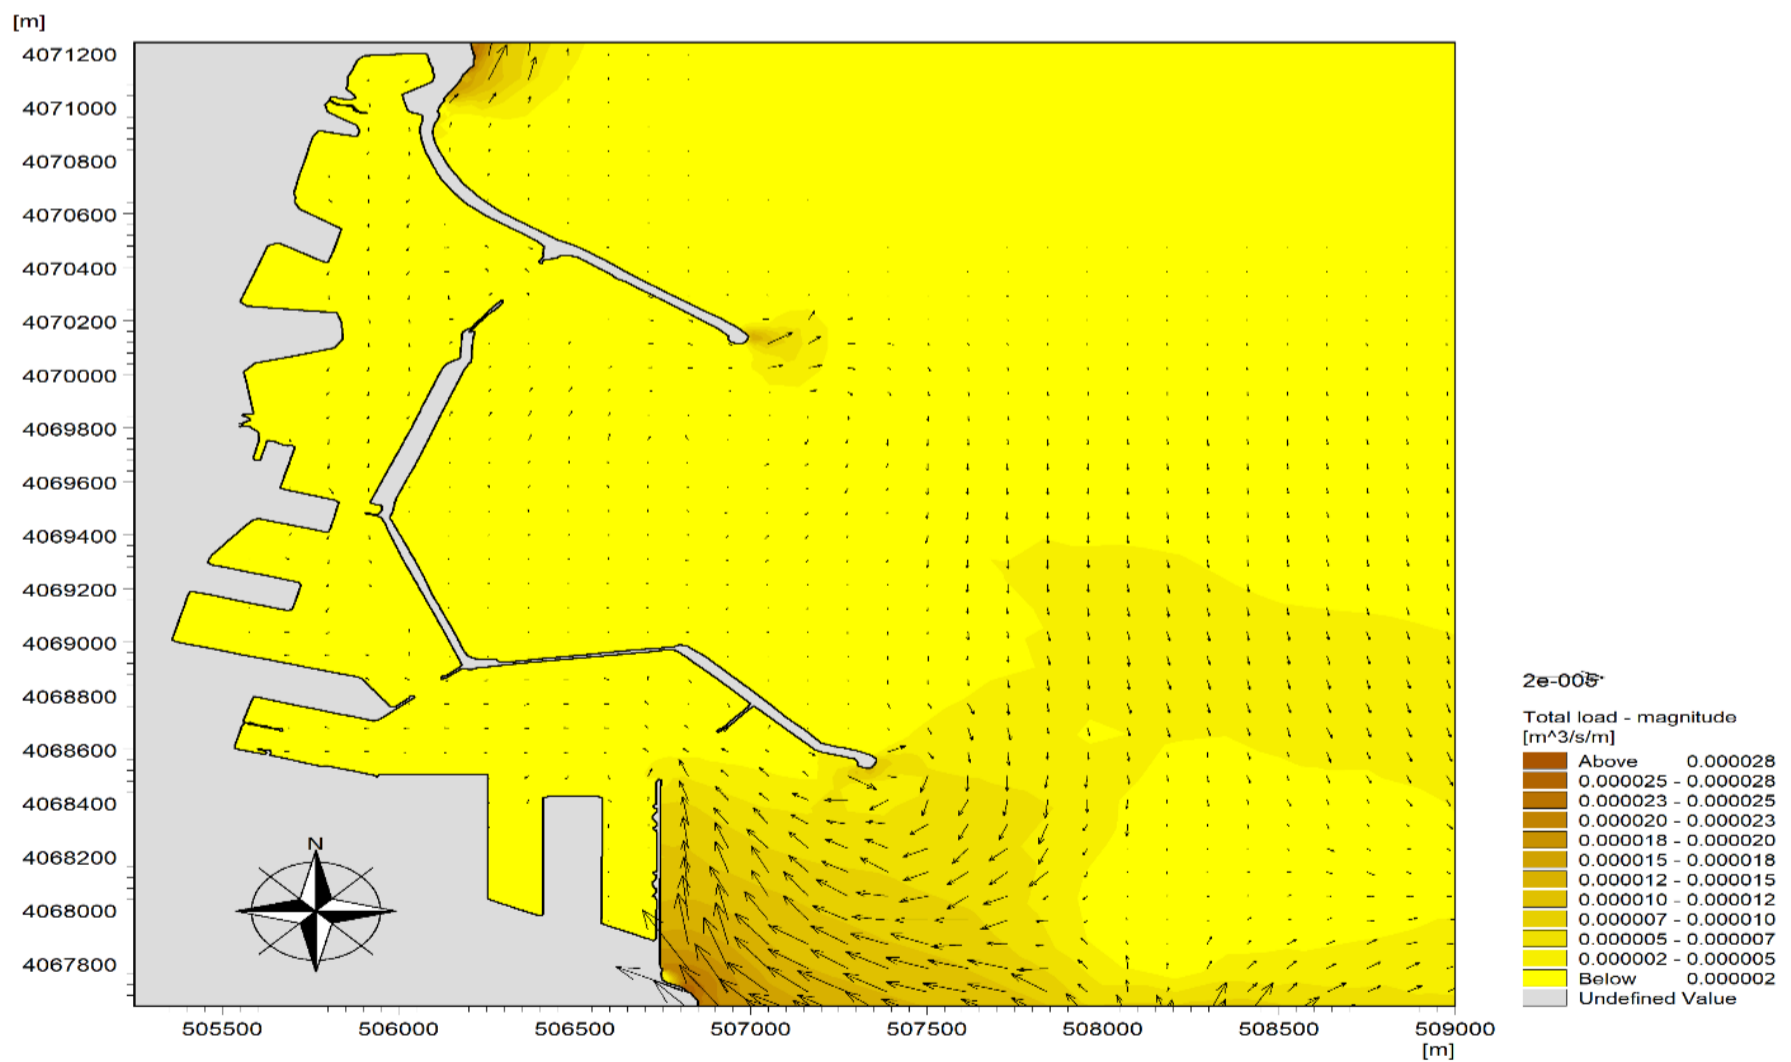 [m]
4071200
4071000
4070800
4070600
4070400
4070200
4070000
4069800
4069600
4069400
4069200
4069000
4068800
4068600
4068400
4068200
4068000
4067800
N
505500 506000 506500 507000 507500 508000 508500 509000
[m]
2e-005
Total load - magnitude
[m^3/s/m]
Above 0.000028
0.000025 - 0.000028
0.000023 - 0.000025
0.000020 - 0.000023
0.000018 - 0.000020
0.000015 - 0.000018
0.000012 - 0.000015
0.000010 - 0.000012
0.000007 - 0.000010
0.000005 - 0.000007
0.000002 - 0.000005
Below 0.000002
Undefined Value